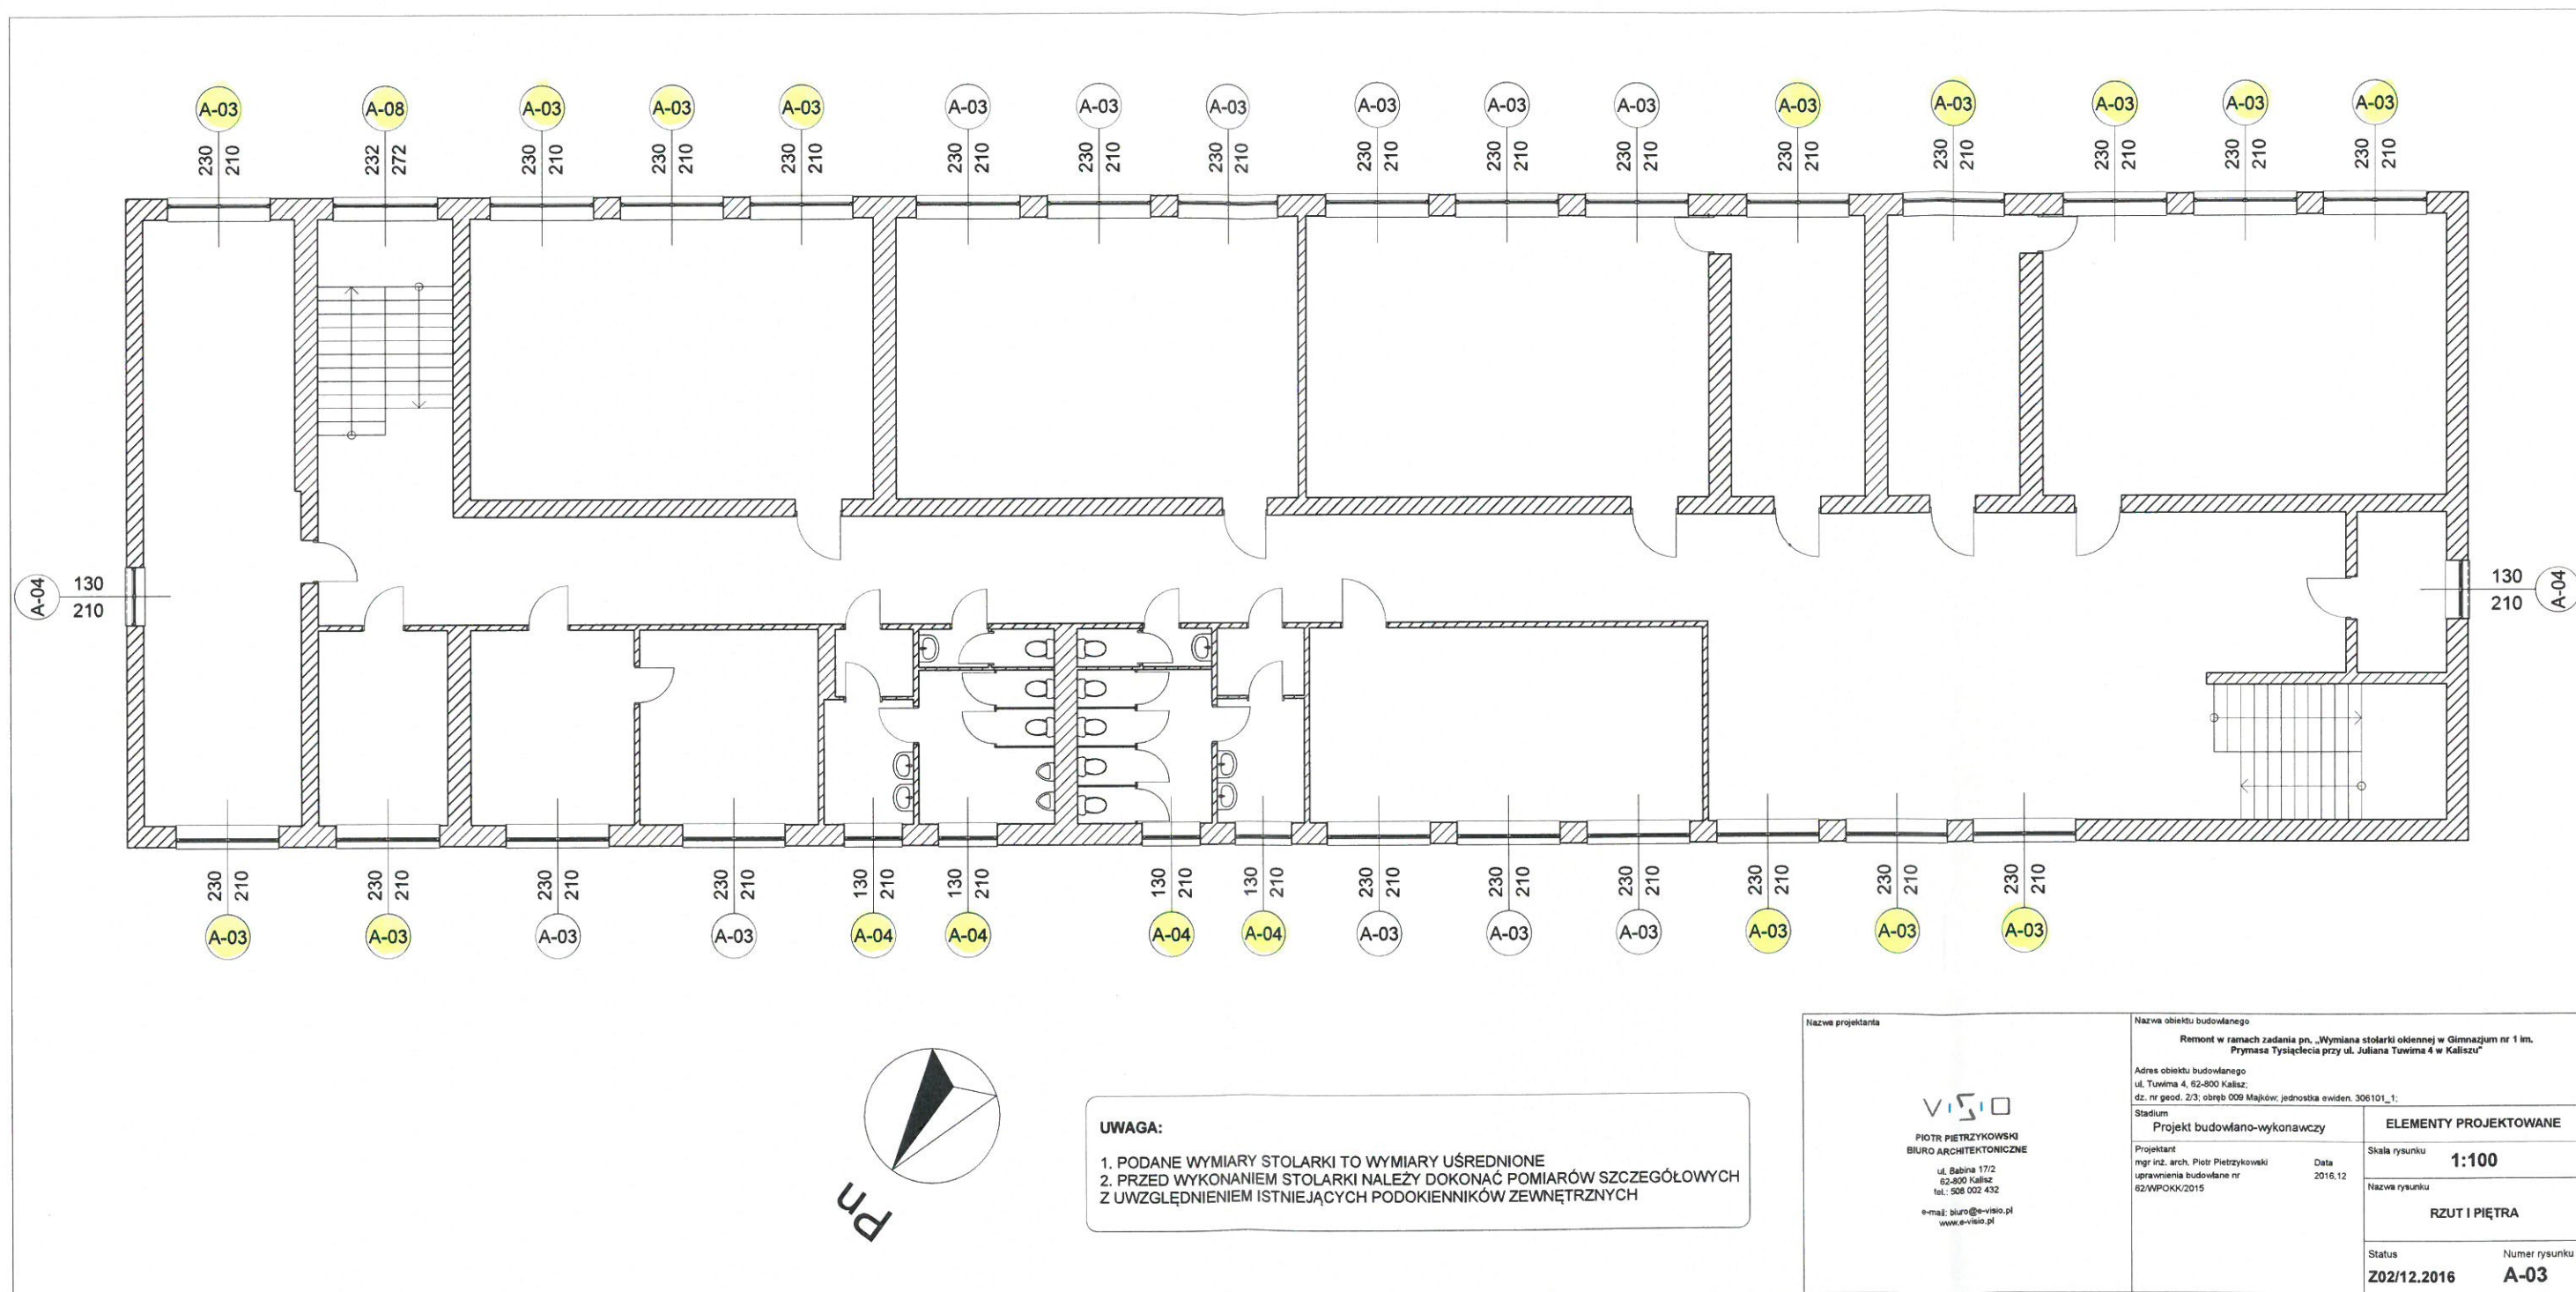 A-03 A-08 A-03 A-03 A-03 A-03 A-03 A-03 A-03 A-03 A-03 A-03 A-03 A-03 A-03 A-03
230 232 230 230 230 230 230 230 230 230 230 230 230 230 230 230
210 272 210 210 210 210 210 210 210 210 210 210 210 210 210 210
A-04
130
210
130
210
A-04
230 230 230 230 130 130 130 130 230 230 230 230 230 230
210 210 210 210 210 210 210 210 210 210 210 210 210 210
A-03 A-03 A-03 A-03 A-04 A-04 A-04 A-04 A-03 A-03 A-03 A-03 A-03 A-03
Pn
UWAGA:
1. PODANE WYMIARY STOLARKI TO WYMIARY UŚREDNIONE
2. PRZED WYKONANIEM STOLARKI NALEŻY DOKONAĆ POMIARÓW SZCZEGÓŁOWYCH
Z UWZGLĘDNIENIEM ISTNIEJĄCYCH PODOKIENNIKÓW ZEWNĘTRZNYCH
Nazwa projektanta
VISIO
PIOTR PIETRZYKOWSKI
BIURO ARCHITEKTONICZNE
ul. Babina 17/2
62-800 Kalisz
tel.: 508 002 432
e-mail: biuro@e-visio.pl
www.e-visio.pl
Nazwa obiektu budowlanego
Remont w ramach zadania pn. „Wymiana stolarki okiennej w Gimnazjum nr 1 im.
Prymasa Tysiąclecia przy ul. Juliana Tuwima 4 w Kaliszu"
Adres obiektu budowlanego
ul. Tuwima 4, 62-800 Kalisz;
dz. nr geod. 2/3; obręb 009 Majków; jednostka ewiden. 306101_1;
Stadium
Projekt budowlano-wykonawczy
ELEMENTY PROJEKTOWANE
Projektant
mgr inż. arch. Piotr Pietrzykowski
uprawnienia budowlane nr
62/WPOKK/2015
Data
2016.12
Skala rysunku
1:100
Nazwa rysunku
RZUT I PIĘTRA
Status
Z02/12.2016
Numer rysunku
A-03